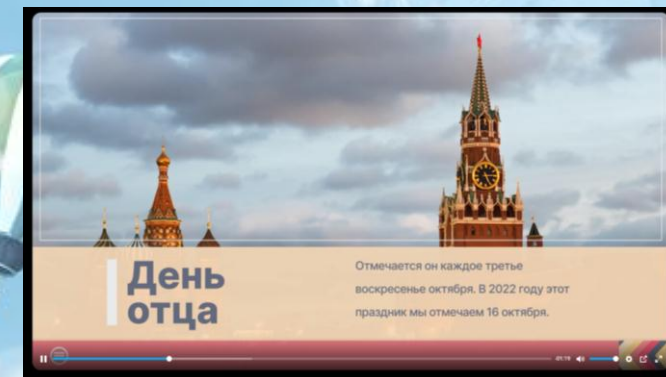 День
отца
Отмечается он каждое третье
воскресенье октября. В 2022 году этот
праздник мы отмечаем 16 октября.